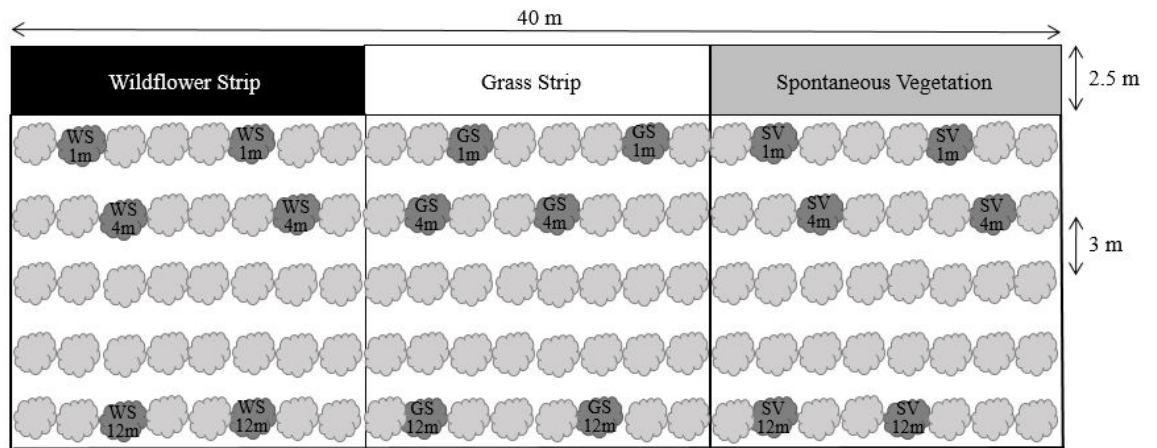 40 m
Wildflower Strip
Grass Strip
Spontaneous Vegetation
2.5 m
WS
1m
WS
1m
GS
1m
GS
1m
SV
1m
SV
1m
WS
4m
WS
4m
GS
4m
GS
4m
SV
4m
SV
4m
3 m
WS
12m
WS
12m
GS
12m
GS
12m
SV
12m
SV
12m